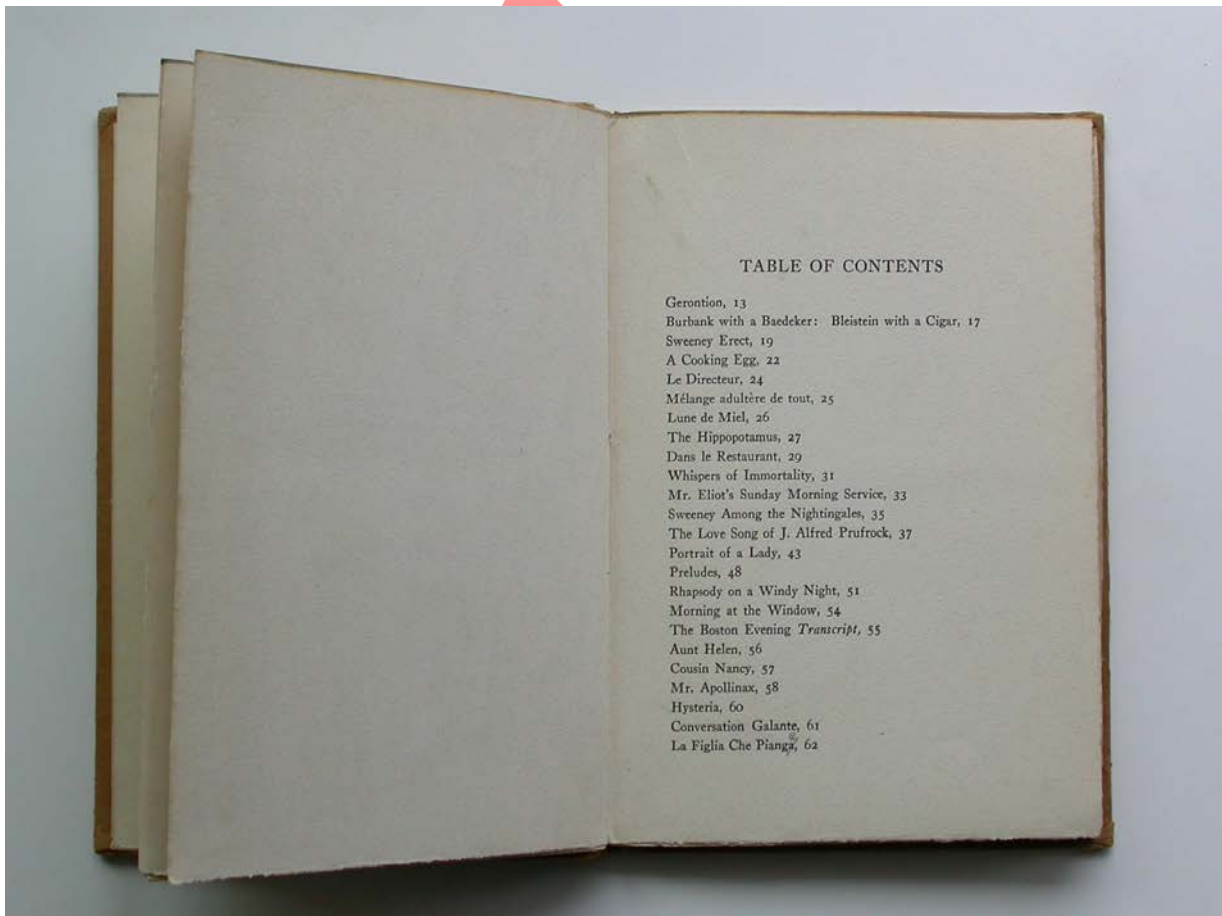 TABLE OF CONTENTS
Gerontion, 13
Burbank with a Baedeker: Bleistein with a Cigar, 17
Sweeney Erect, 19
A Cooking Egg, 22
Le Directeur, 24
Mélange adultère de tout, 25
Lune de Miel, 26
The Hippopotamus, 27
Dans le Restaurant, 29
Whispers of Immortality, 31
Mr. Eliot's Sunday Morning Service, 33
Sweeney Among the Nightingales, 35
The Love Song of J. Alfred Prufrock, 37
Portrait of a Lady, 43
Preludes, 48
Rhapsody on a Windy Night, 51
Morning at the Window, 54
The Boston Evening Transcript, 55
Aunt Helen, 56
Cousin Nancy, 57
Mr. Apollinax, 58
Hysteria, 60
Conversation Galante, 61
La Figlia Che Pianga, 62